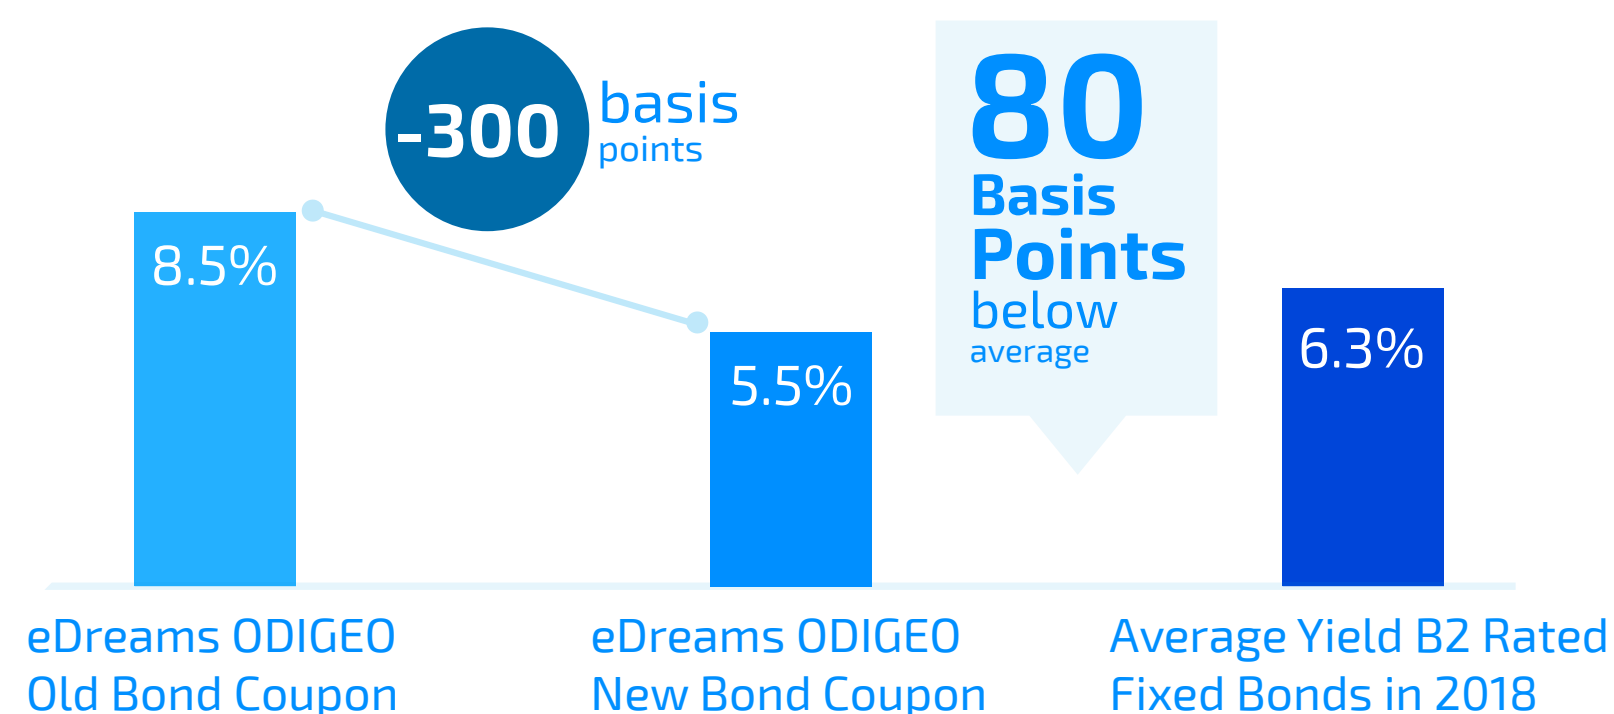 -300
basis
points
80
Basis
Points
below
average
8.5%
5.5%
6.3%
eDreams ODIGEO
Old Bond Coupon
eDreams ODIGEO
New Bond Coupon
Average Yield B2 Rated
Fixed Bonds in 2018